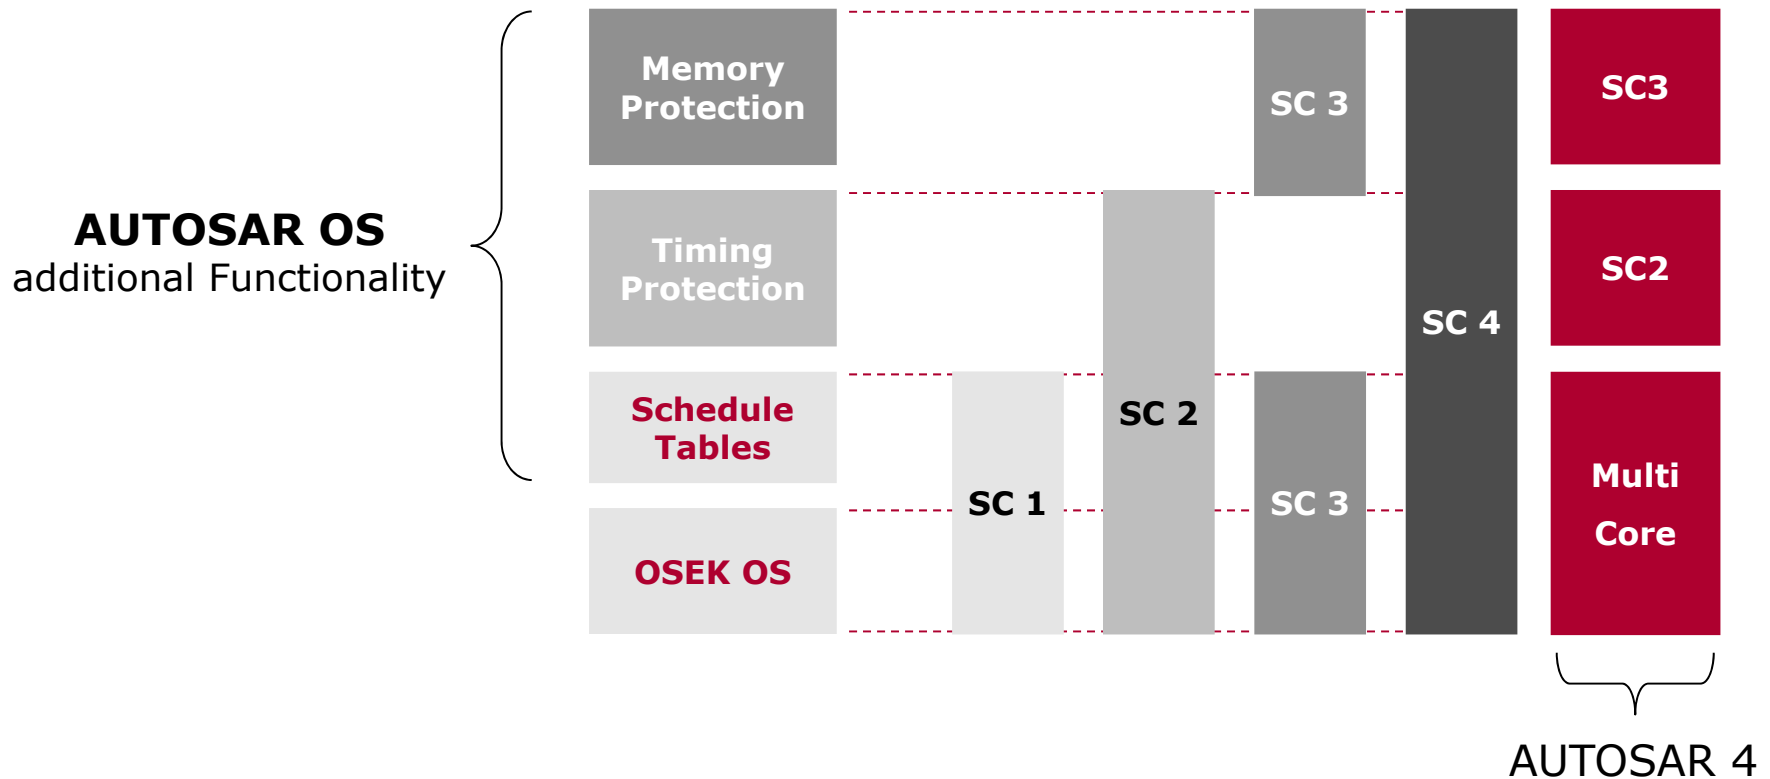 AUTOSAR OS
additional Functionality
Memory
Protection
Timing
Protection
Schedule
Tables
OSEK OS
SC 1
SC 2
SC 3
SC 3
SC 4
SC3
SC2
Multi
Core
AUTOSAR 4